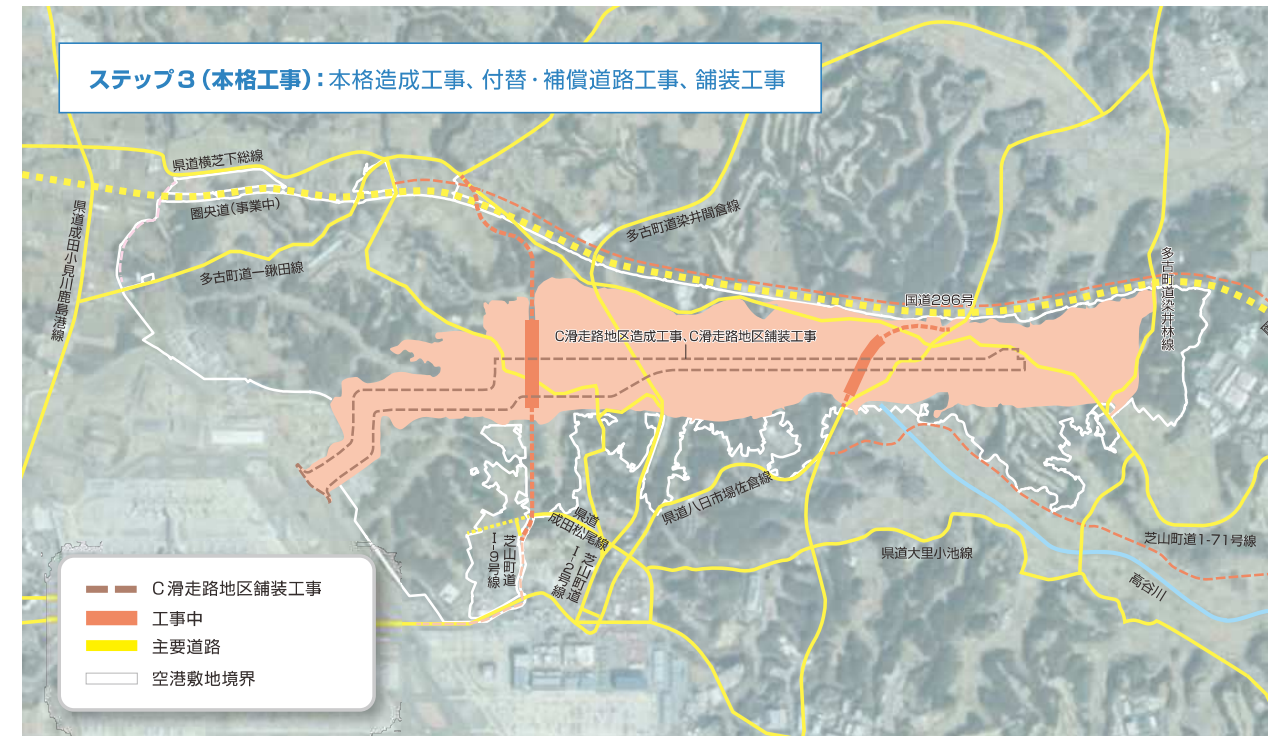 ステップ3（本格工事）：本格造成工事、付替・補償道路工事、舗装工事
県道横芝下総線
圏央道（事業中）
県道成田小見川鹿島港線
多古町道一鍬田線
多古町道染井間倉線
国道296号
多古町道染井林線
C滑走路地区造成工事、C滑走路地区舗装工事
県道八日市場佐倉線
県道
成田松尾線
芝山町道
I-9号線
芝山町道
I-2号線
県道大里小池線
芝山町道1-71号線
高谷川
C滑走路地区舗装工事
工事中
主要道路
空港敷地境界